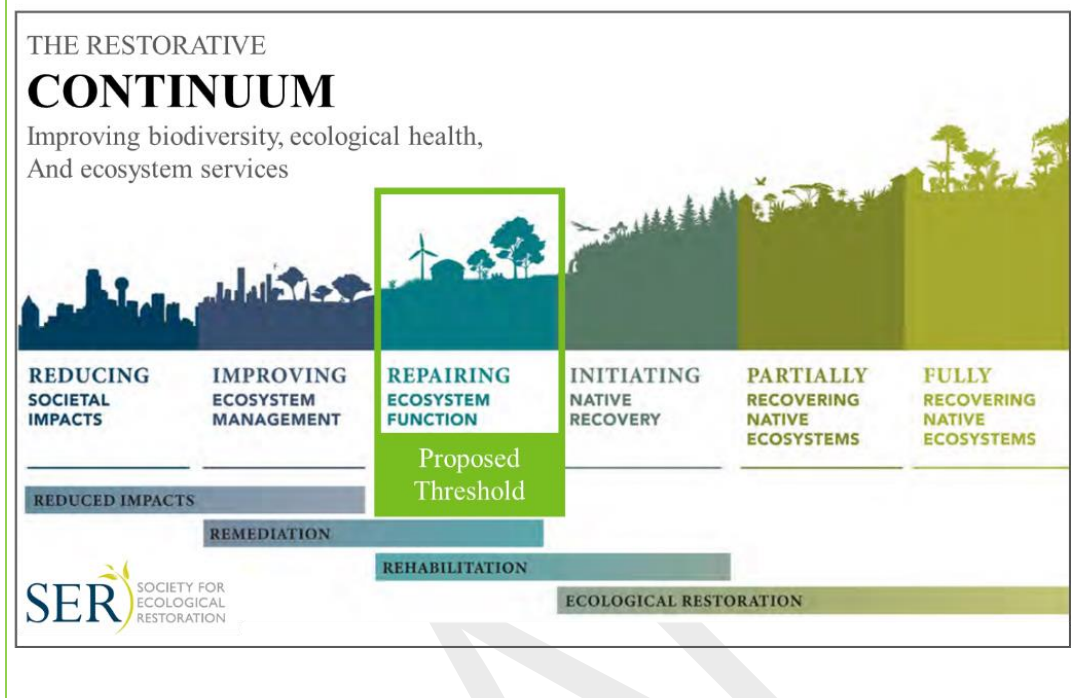 THE RESTORATIVE
CONTINUUM
Improving biodiversity, ecological health,
And ecosystem services
REDUCING
SOCIETAL
IMPACTS
IMPROVING
ECOSYSTEM
MANAGEMENT
REPAIRING
ECOSYSTEM
FUNCTION
INITIATING
NATIVE
RECOVERY
PARTIALLY
RECOVERING
NATIVE
ECOSYSTEMS
FULLY
RECOVERING
NATIVE
ECOSYSTEMS
Proposed
Threshold
REDUCED IMPACTS
REMEDIATION
REHABILITATION
ECOLOGICAL RESTORATION
SER
SOCIETY FOR
ECOLOGICAL
RESTORATION